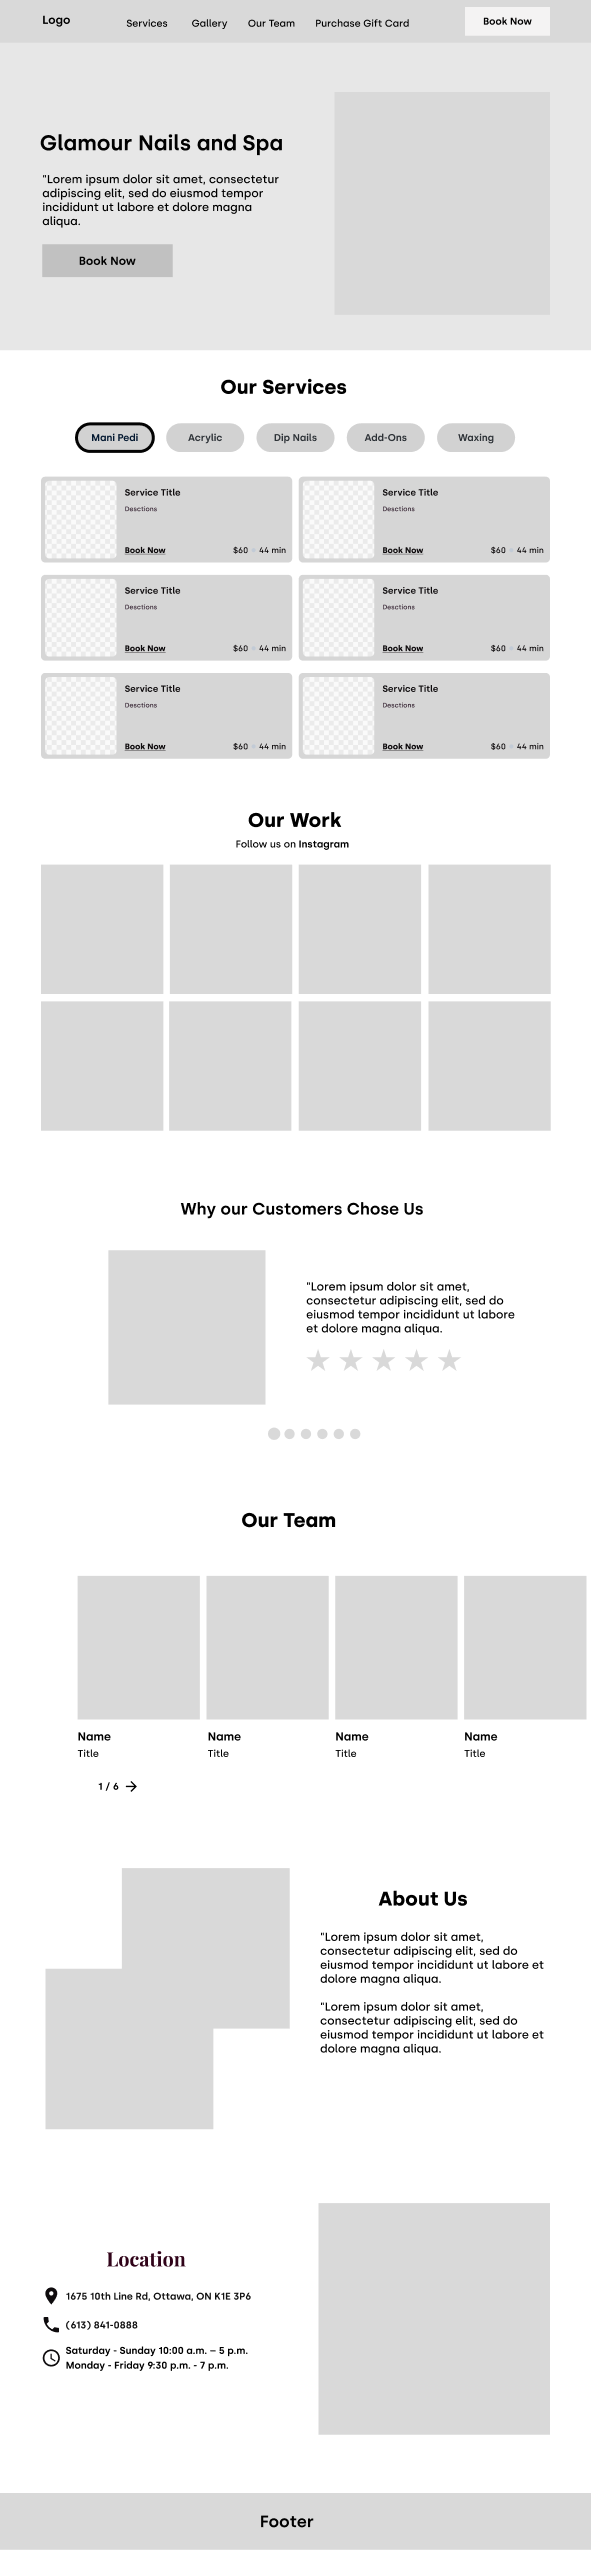 Logo
Services
Gallery
Our Team
Purchase Gift Card
Book Now
Glamour Nails and Spa
"Lorem ipsum dolor sit amet, consectetur
adipiscing elit, sed do eiusmod tempor
incididunt ut labore et dolore magna
aliqua.
Book Now
Our Services
Mani Pedi
Acrylic
Dip Nails
Add-Ons
Waxing
Service Title
Desctions
Book Now
$60 44 min
Service Title
Desctions
Book Now
$60 44 min
Service Title
Desctions
Book Now
$60 44 min
Service Title
Desctions
Book Now
$60 44 min
Service Title
Desctions
Book Now
$60 44 min
Service Title
Desctions
Book Now
$60 44 min
Our Work
Follow us on Instagram
Why our Customers Chose Us
"Lorem ipsum dolor sit amet,
consectetur adipiscing elit, sed do
eiusmod tempor incididunt ut labore
et dolore magna aliqua.
Our Team
Name
Title
Name
Title
Name
Title
Name
Title
1 / 6
About Us
"Lorem ipsum dolor sit amet,
consectetur adipiscing elit, sed do
eiusmod tempor incididunt ut labore et
dolore magna aliqua.
"Lorem ipsum dolor sit amet,
consectetur adipiscing elit, sed do
eiusmod tempor incididunt ut labore et
dolore magna aliqua.
Location
1675 10th Line Rd, Ottawa, ON K1E 3P6
(613) 841-0888
Saturday - Sunday 10:00 a.m. – 5 p.m.
Monday - Friday 9:30 p.m. - 7 p.m.
Footer